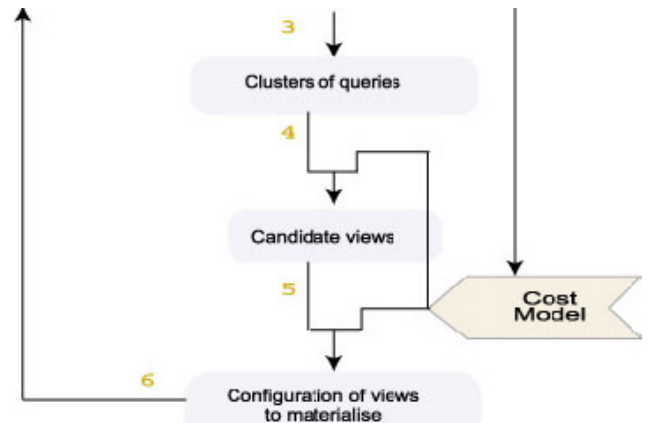 3
Clusters of queries
4
Candidate views
5
Cost
Model
6
Configuration of views
to materialise